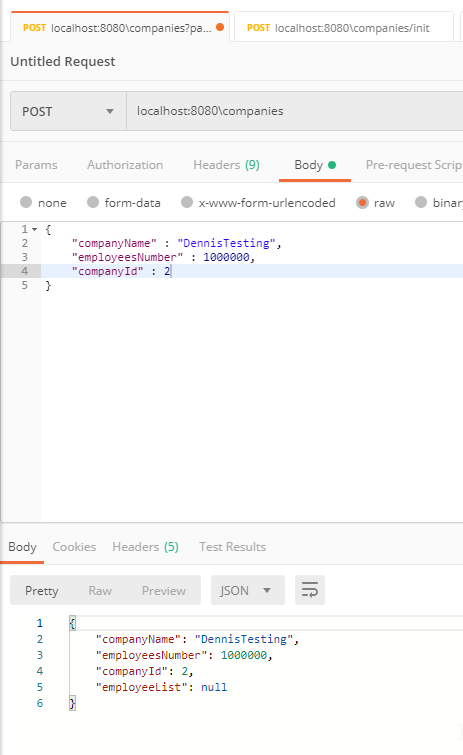 POST localhost:8080\companies?pa... POST localhost:8080\companies/init
Untitled Request
POST localhost:8080\companies
Params Authorization Headers (9) Body Pre-request Scrip
none form-data x-www-form-urlencoded raw binar
1 {
2 "companyName" : "DennisTesting",
3 "employeesNumber" : 1000000,
4 "companyId" : 2
5 }
Body Cookies Headers (5) Test Results
Pretty Raw Preview JSON
1 {
2 "companyName": "DennisTesting",
3 "employeesNumber": 1000000,
4 "companyId": 2,
5 "employeeList": null
6 }